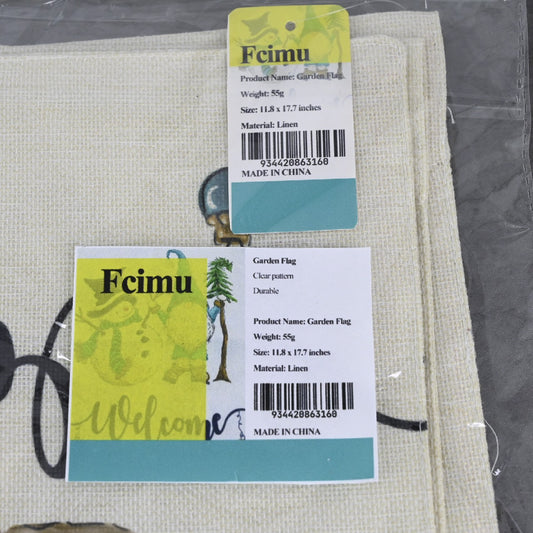 Fcimu
Product Name: Garden Flag
Weight: 55g
Size: 11.8 x 17.7 inches
Material: Linen
934420863160
MADE IN CHINA
Fcimu
Welcome
Garden Flag
Clear pattern
Durable
Product Name: Garden Flag
Weight: 55g
Size: 11.8 x 17.7 inches
Material: Linen
934420863160
MADE IN CHINA